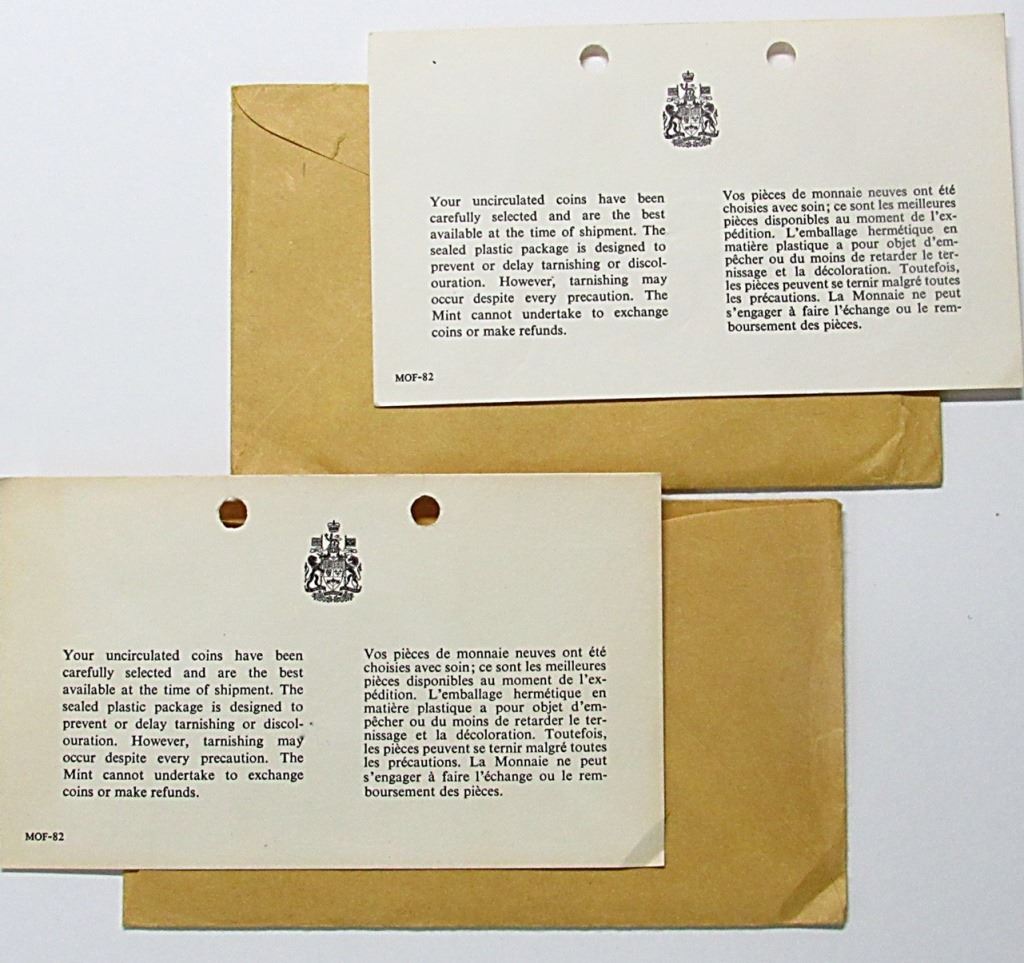 Your uncirculated coins have been
carefully selected and are the best
available at the time of shipment. The
sealed plastic package is designed to
prevent or delay tarnishing or discol-
ouration. However, tarnishing may
occur despite every precaution. The
Mint cannot undertake to exchange
coins or make refunds.
Vos pièces de monnaie neuves ont été
choisies avec soin; ce sont les meilleures
pièces disponibles au moment de l'ex-
pédition. L'emballage hermétique en
matière plastique a pour objet d'em-
pêcher ou du moins de retarder le ter-
nissage et la décoloration. Toutefois,
les pièces peuvent se ternir malgré toutes
les précautions. La Monnaie ne peut
s'engager à faire l'échange ou le rem-
boursement des pièces.
MOF-82
Your uncirculated coins have been
carefully selected and are the best
available at the time of shipment. The
sealed plastic package is designed to
prevent or delay tarnishing or discol-
ouration. However, tarnishing may
occur despite every precaution. The
Mint cannot undertake to exchange
coins or make refunds.
Vos pièces de monnaie neuves ont été
choisies avec soin; ce sont les meilleures
pièces disponibles au moment de l'ex-
pédition. L'emballage hermétique en
matière plastique a pour objet d'em-
pêcher ou du moins de retarder le ter-
nissage et la décoloration. Toutefois,
les pièces peuvent se ternir malgré toutes
les précautions. La Monnaie ne peut
s'engager à faire l'échange ou le rem-
boursement des pièces.
MOF-82